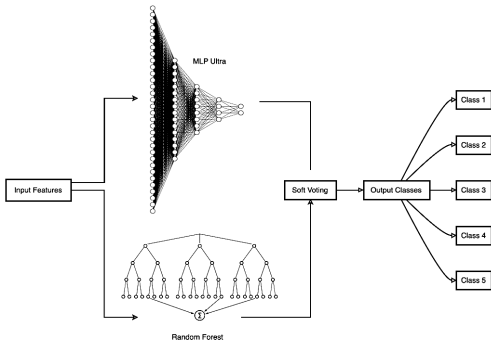 MLP Ultra
Input Features
Soft Voting
Output Classes
Class 1
Class 2
Class 3
Class 4
Class 5
Σ
Random Forest